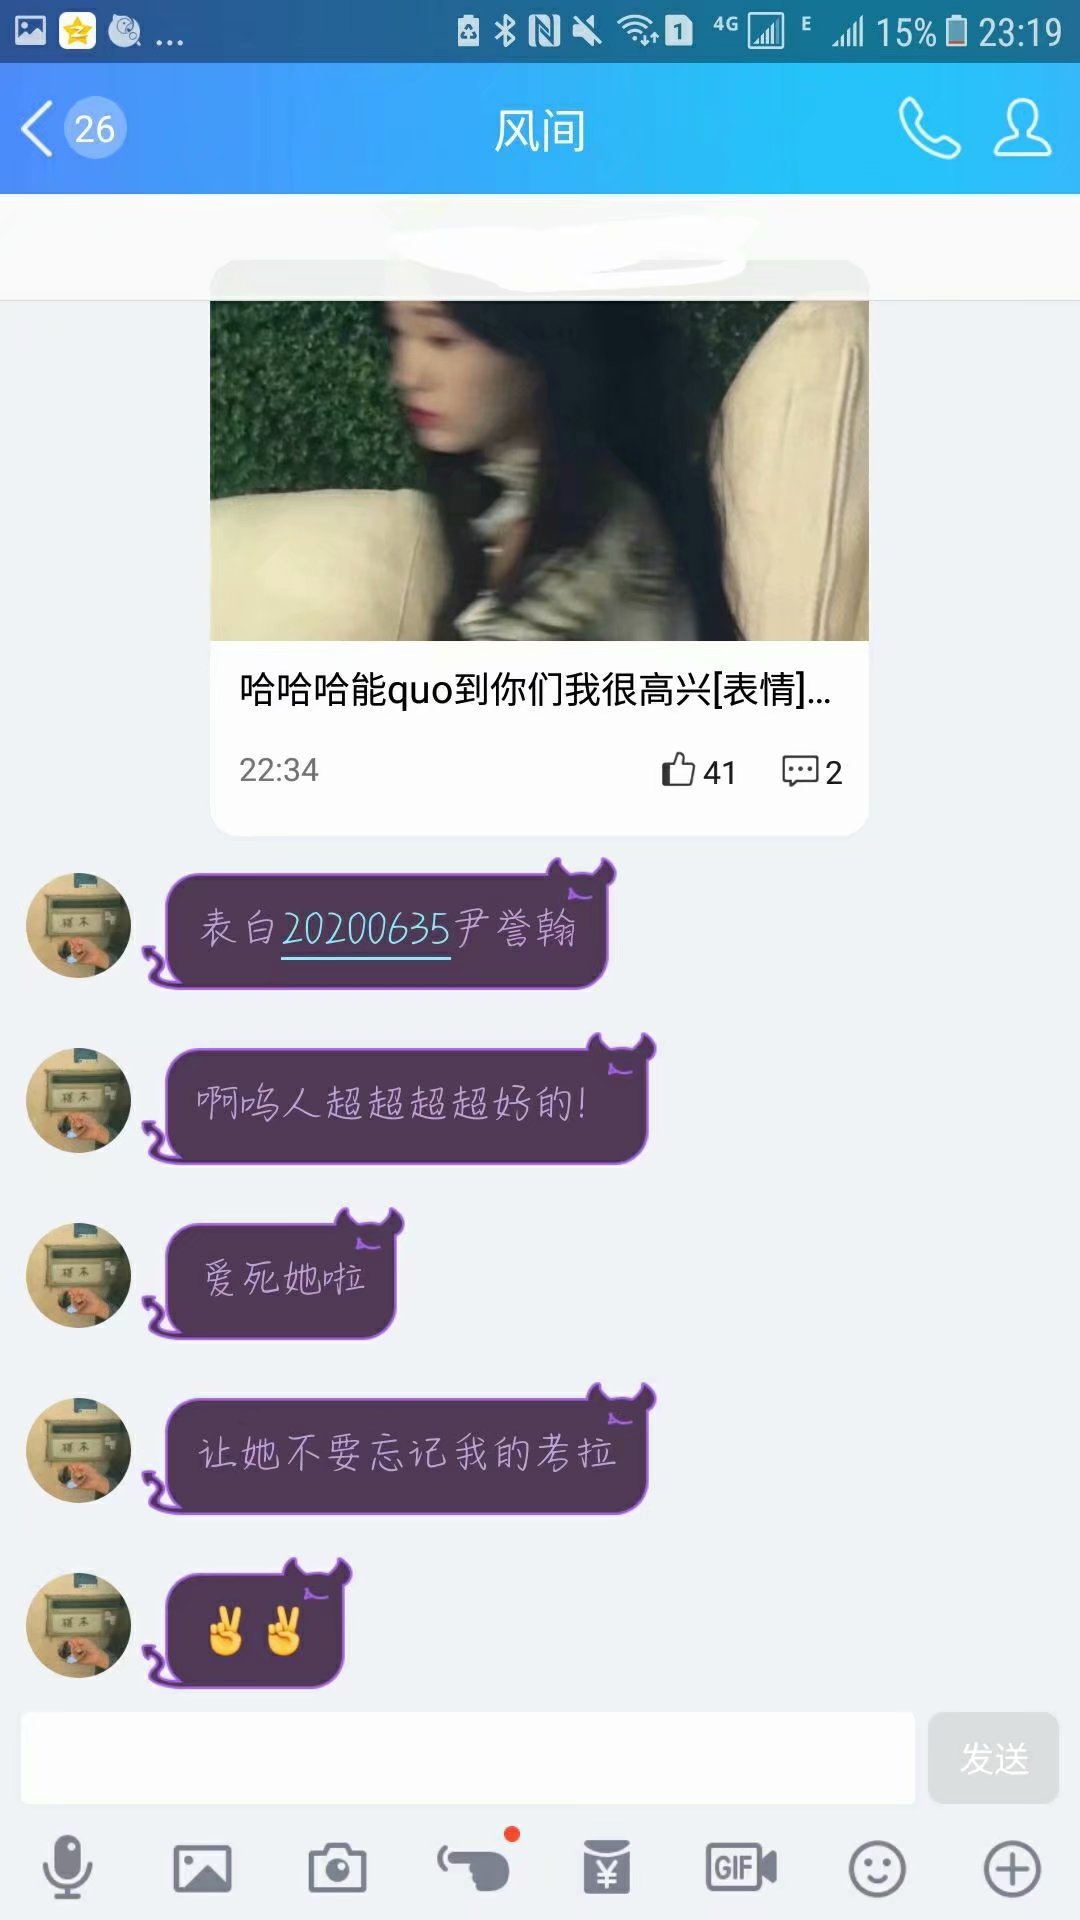 ... 1 4G E 15% 23:19
26 风间
哈哈哈能quo到你们我很高兴[表情]...
22:34 41 2
表白20200635尹誉翰
啊呜人超超超超好的!
爱死她啦
让她不要忘记我的考拉
✌✌
发送
¥ GIF